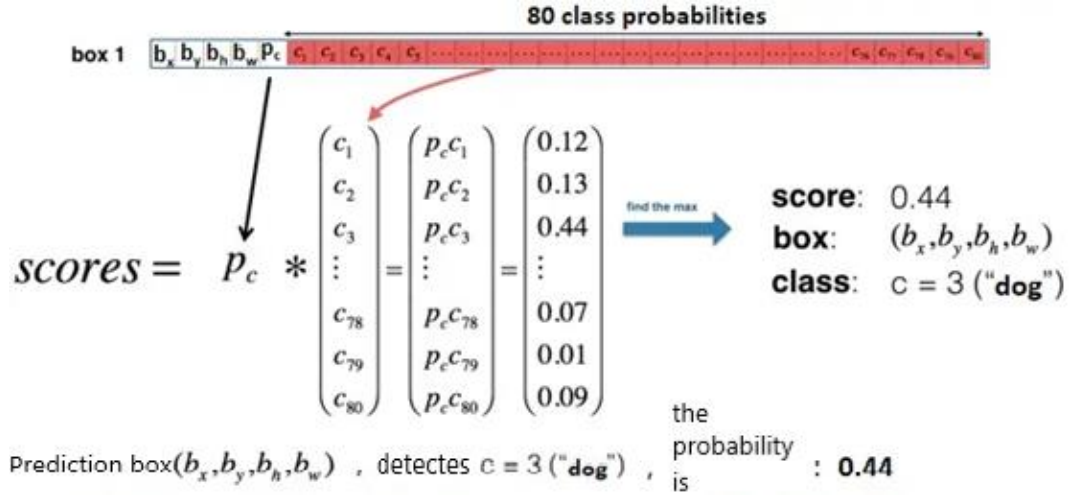 80 class probabilities
box 1 b_x b_y b_h b_w p_c c_1 c_2 c_3 c_4 c_5 ... c_76 c_77 c_78 c_79 c_80
scores = p_c * (c_1 c_2 c_3 ⋮ c_78 c_79 c_80) = (p_c c_1 p_c c_2 p_c c_3 ⋮ p_c c_78 p_c c_79 p_c c_80) = (0.12 0.13 0.44 ⋮ 0.07 0.01 0.09)
find the max
score: 0.44
box: (b_x,b_y,b_h,b_w)
class: c = 3 ("dog")
Prediction box(b_x,b_y,b_h,b_w) , detectes c = 3 ("dog") , the probability is : 0.44